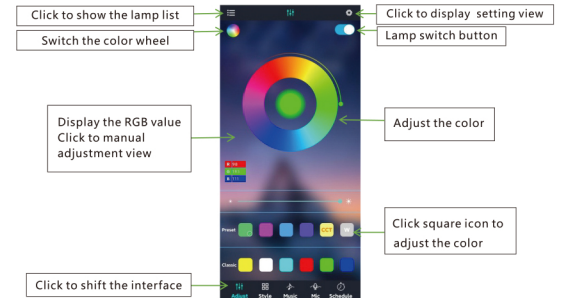 Click to show the lamp list
Switch the color wheel
Click to display setting view
Lamp switch button
Display the RGB value
Click to manual
adjustment view
Adjust the color
Preset
CCT
Click square icon to
adjust the color
Classic
Click to shift the interface
Adjust
Style
Music
Mic
Schedule